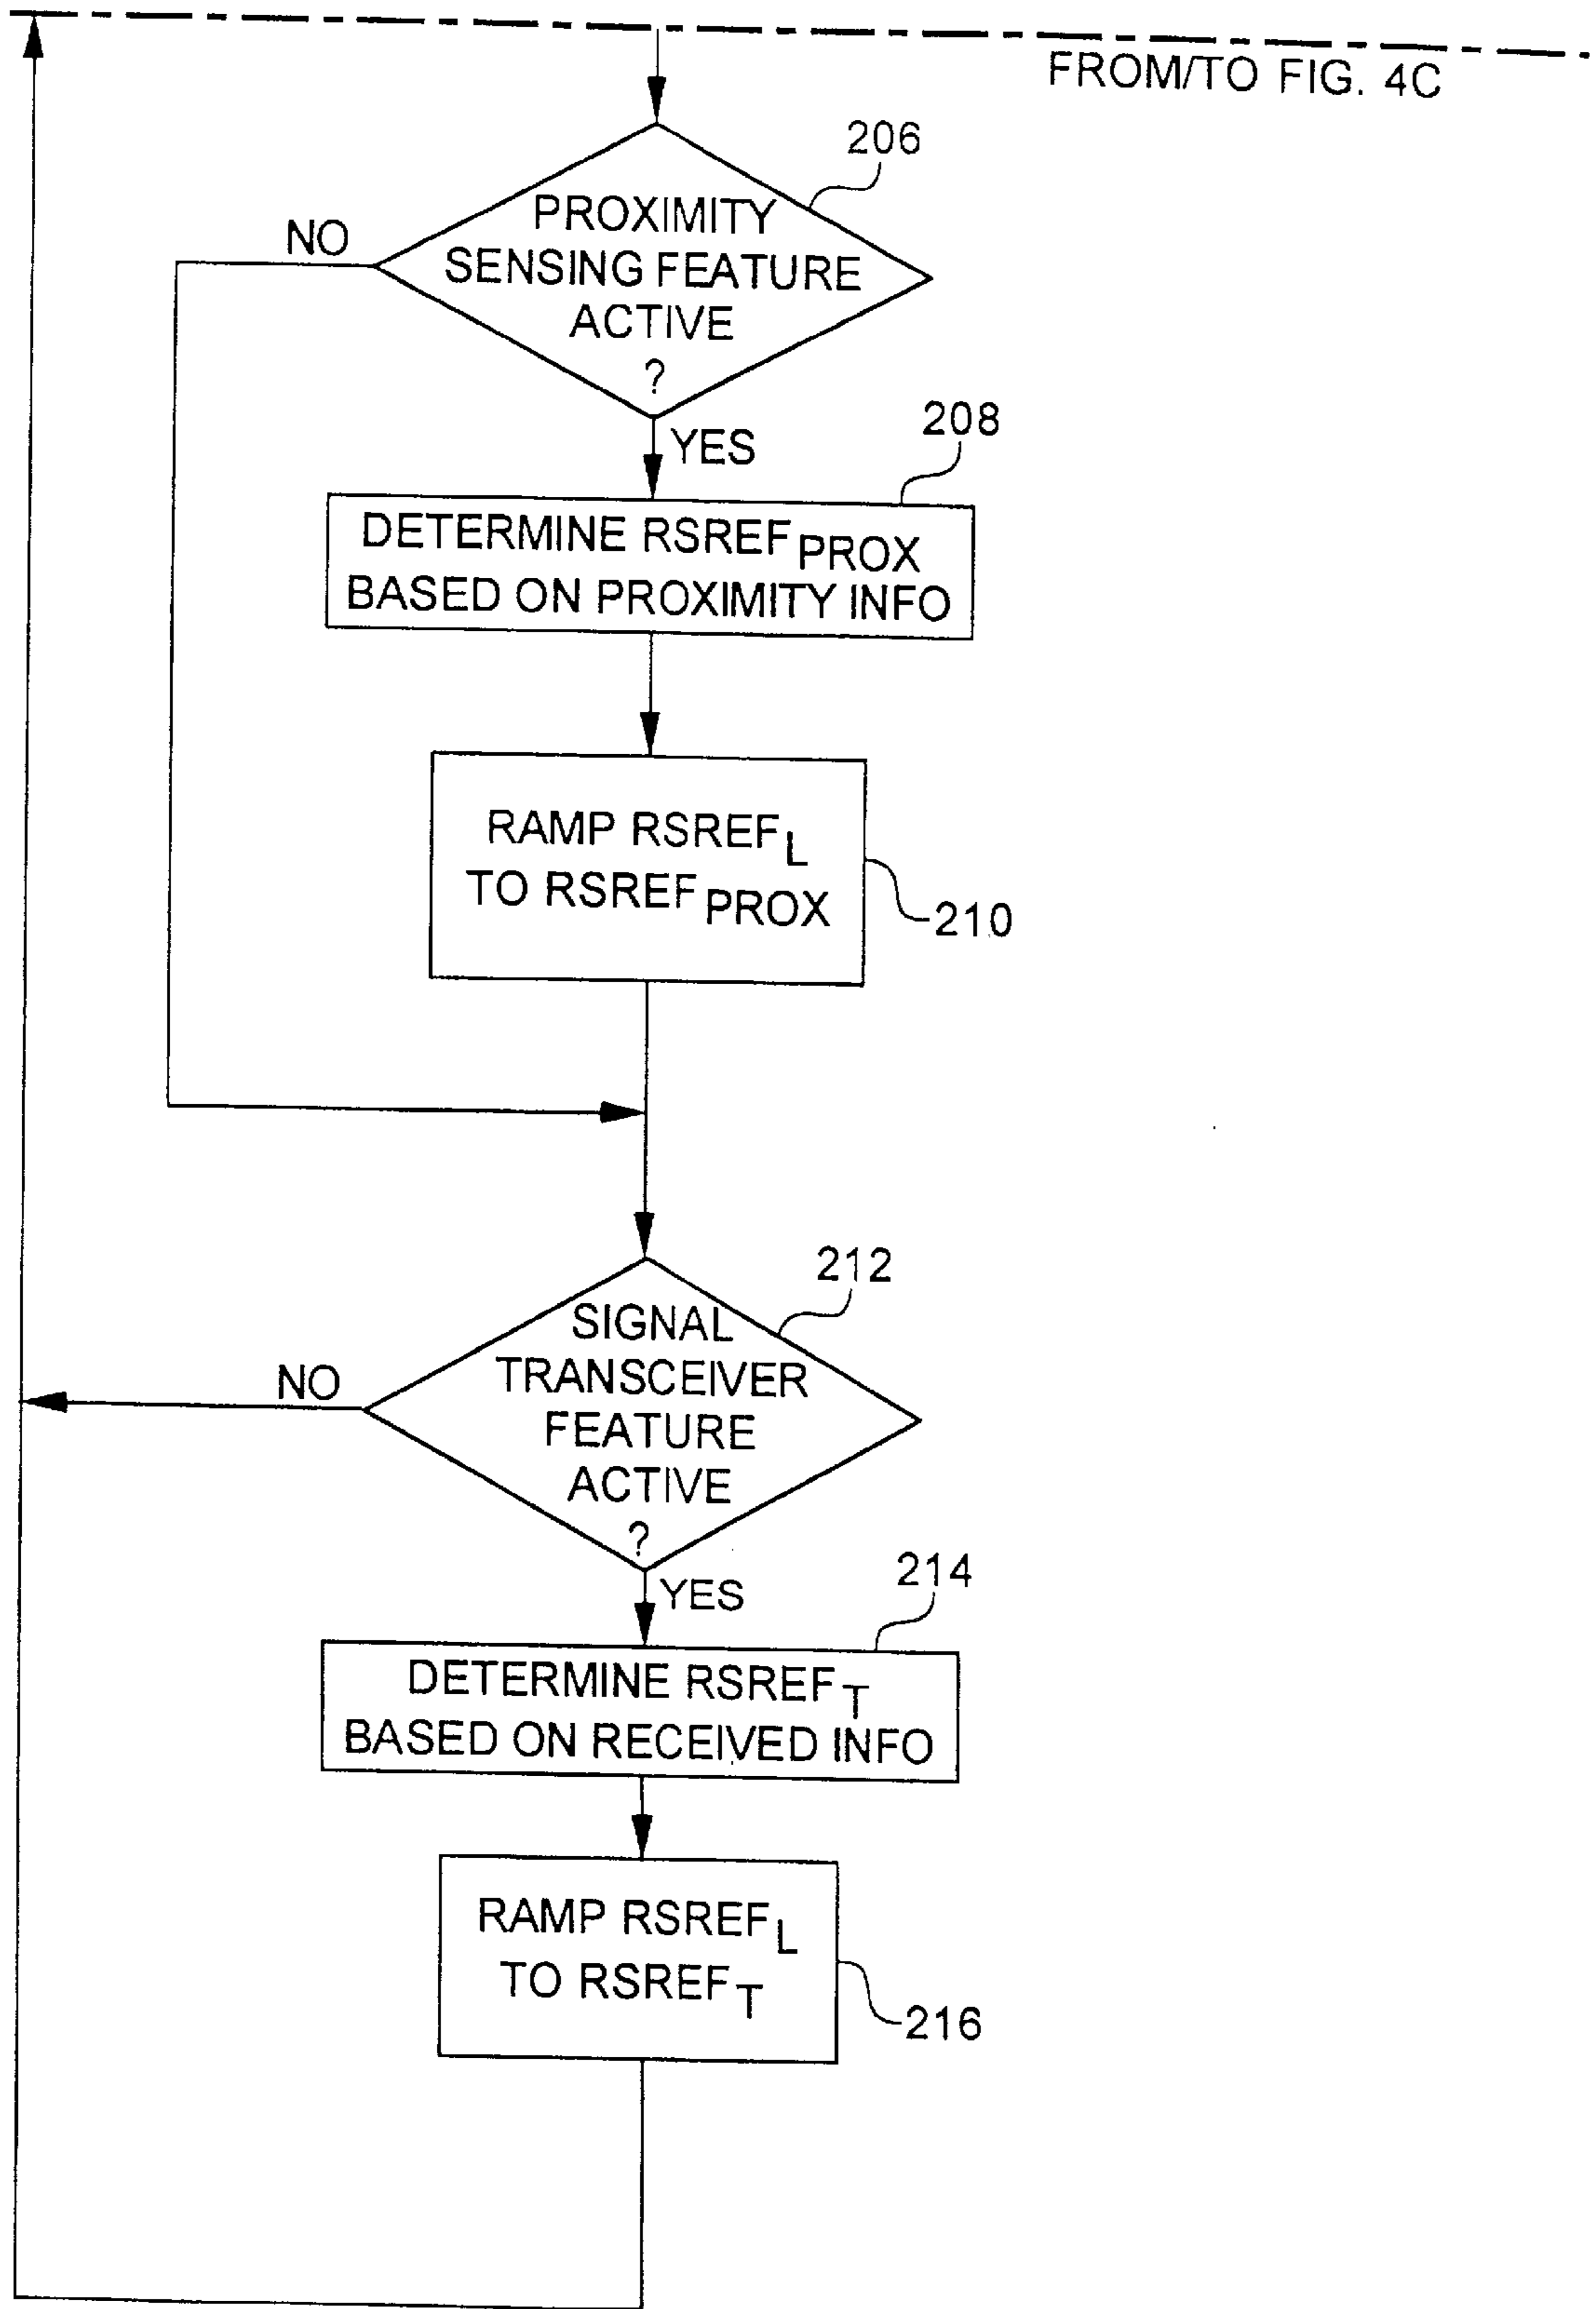 FROM/TO FIG. 4C
206
PROXIMITY
SENSING FEATURE
ACTIVE
?
NO
YES
208
DETERMINE RSREF PROX
BASED ON PROXIMITY INFO
RAMP RSREF L
TO RSREF PROX
210
212
SIGNAL
TRANSCEIVER
FEATURE
ACTIVE
?
NO
YES
214
DETERMINE RSREF T
BASED ON RECEIVED INFO
RAMP RSREF L
TO RSREF T
216